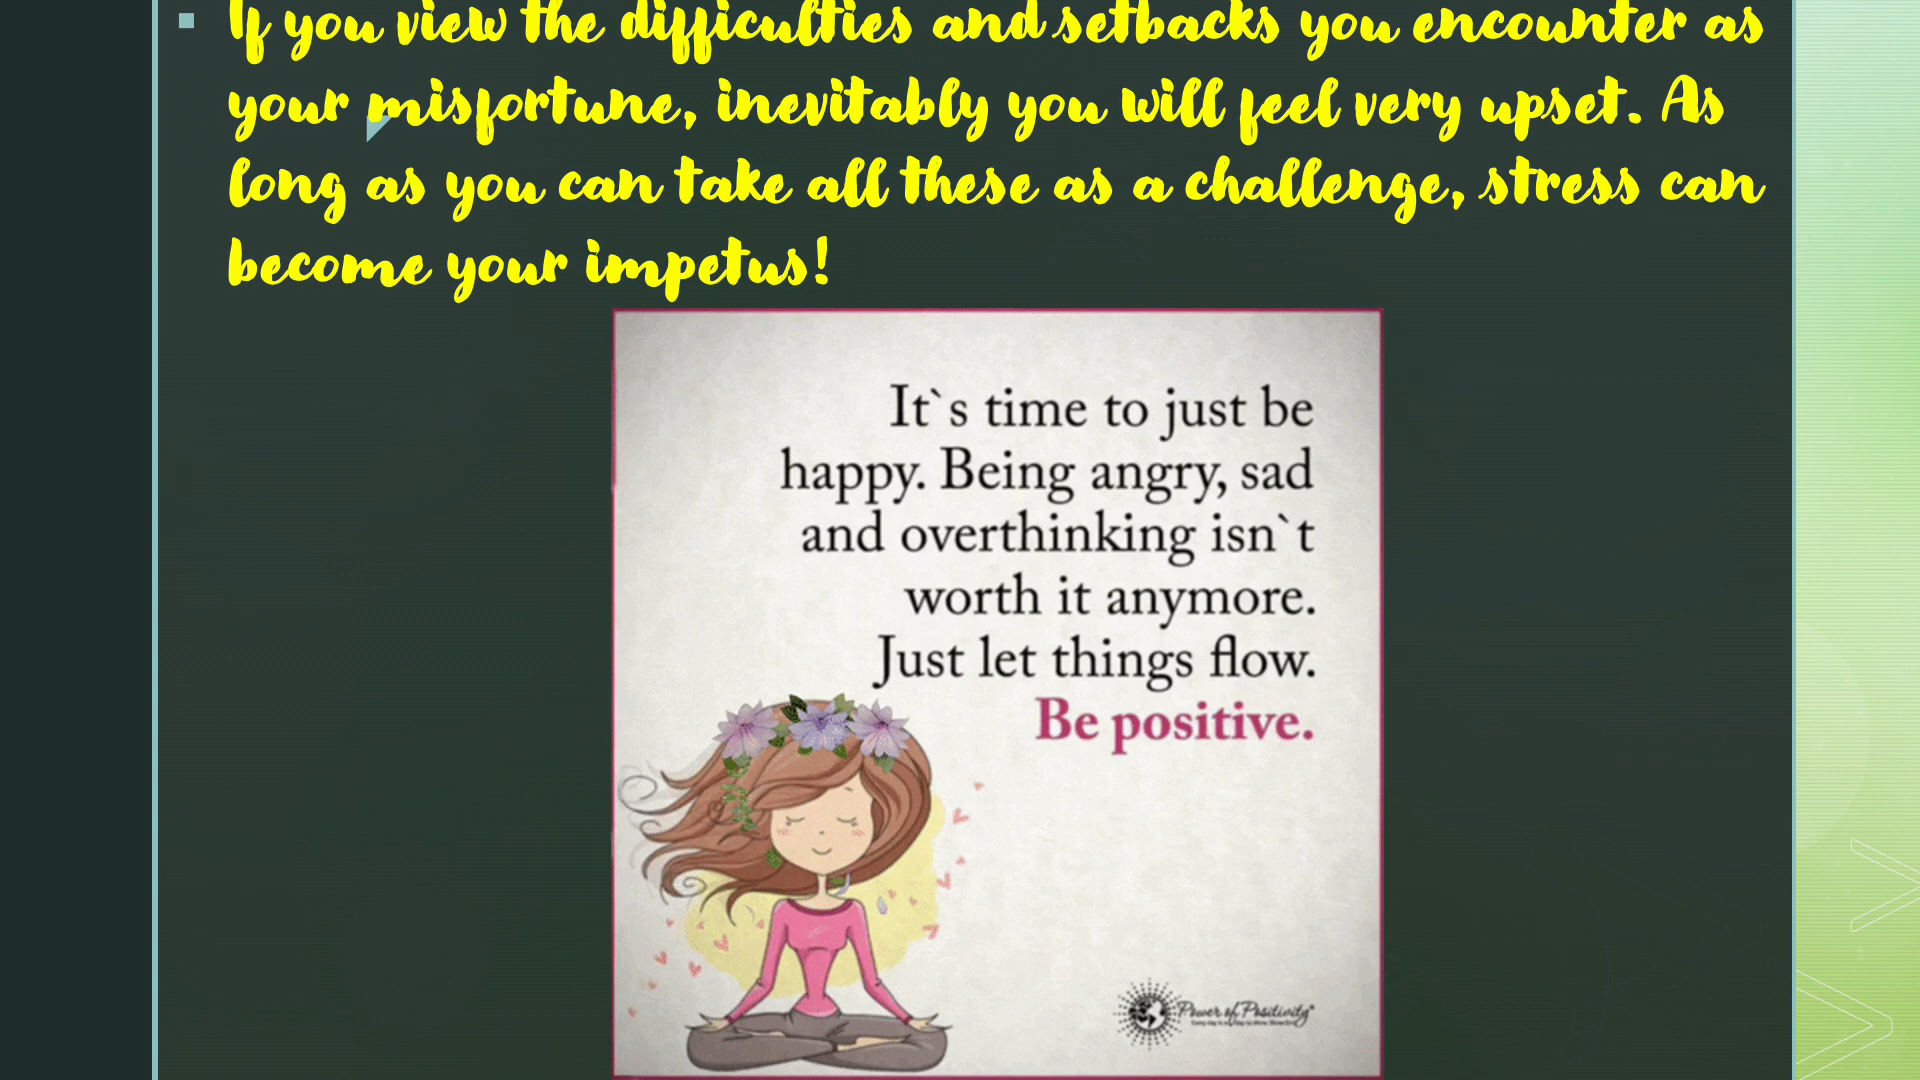 If you view the difficulties and setbacks you encounter as
your misfortune, inevitably you will feel very upset. As
long as you can take all these as a challenge, stress can
become your impetus!
It`s time to just be
happy. Being angry, sad
and overthinking isn`t
worth it anymore.
Just let things flow.
Be positive.
Power of Positivity